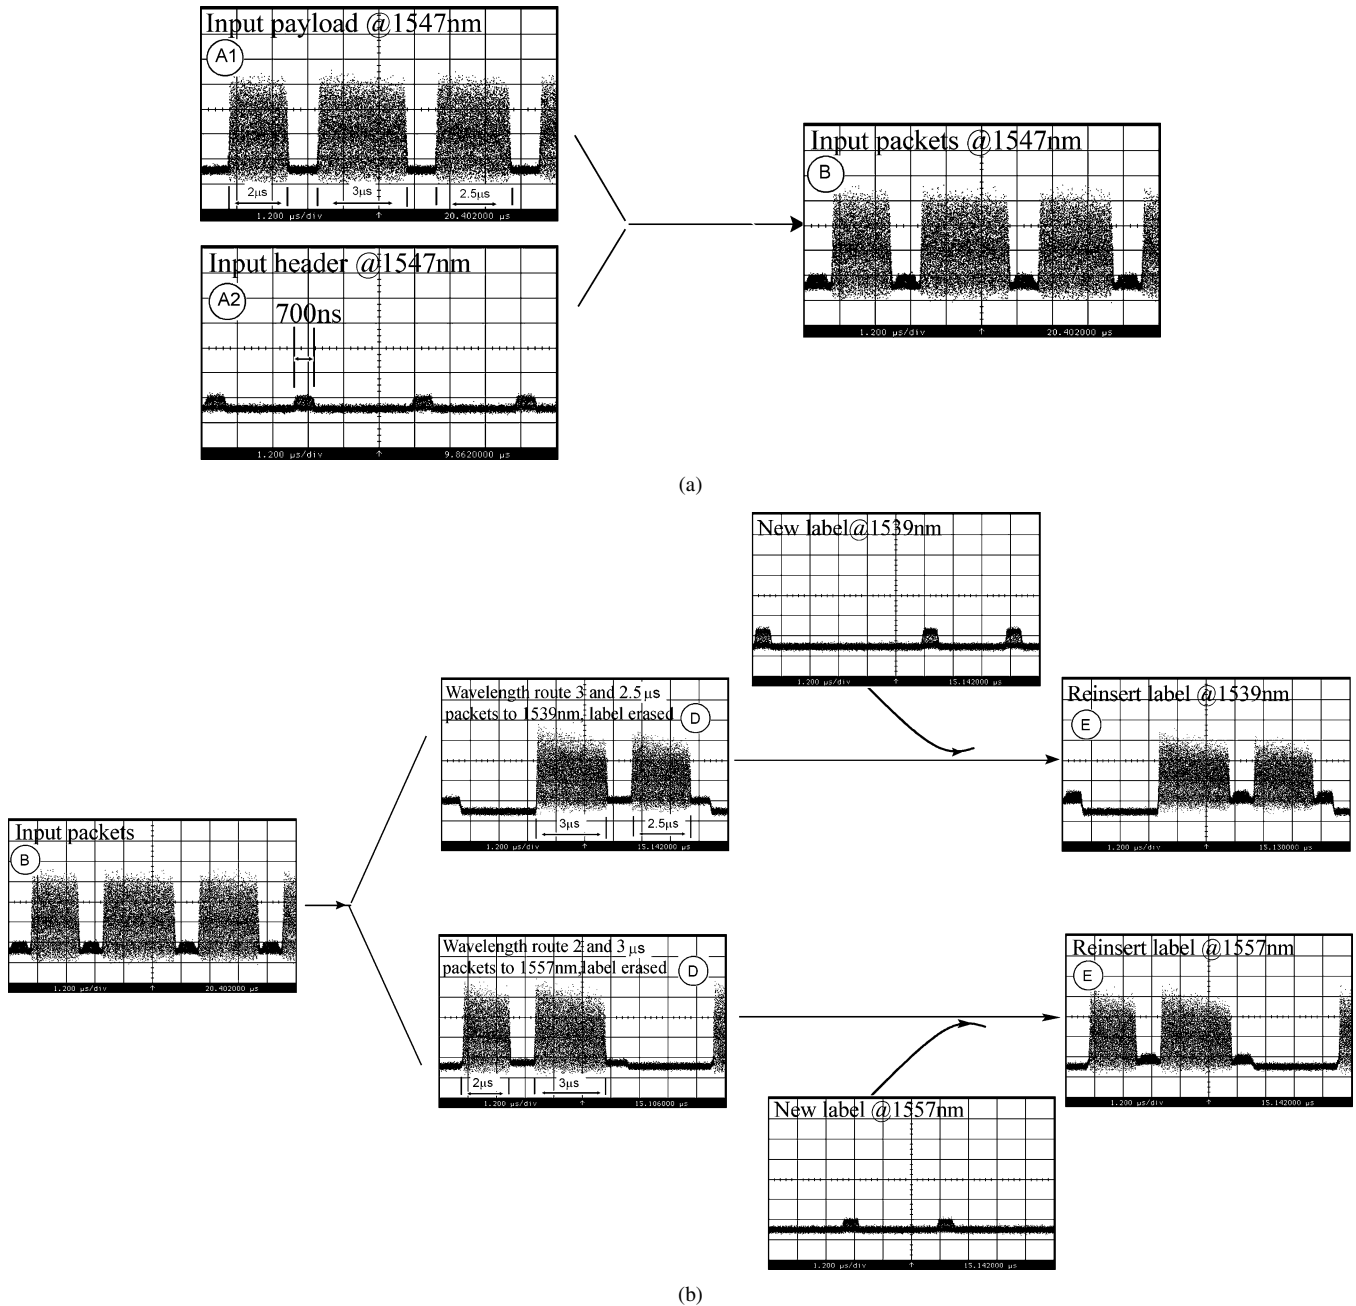 Input payload @1547nm
A1
2µs
3µs
2.5µs
1.200 µs/div
20.402000 µs
Input header @1547nm
A2
700ns
1.200 µs/div
9.8620000 µs
Input packets @1547nm
B
1.200 µs/div
20.402000 µs
(a)
New label@1539nm
1.200 µs/div
15.142000 µs
Wavelength route 3 and 2.5 µs
packets to 1539nm, label erased
D
3µs
2.5µs
1.200 µs/div
15.142000 µs
Reinsert label @1539nm
E
1.200 µs/div
15.130000 µs
Input packets
B
1.200 µs/div
20.402000 µs
Wavelength route 2 and 3 µs
packets to 1557nm,label erased
D
2µs
3µs
1.200 µs/div
15.106000 µs
Reinsert label @1557nm
E
1.200 µs/div
15.142000 µs
New label @1557nm
1.200 µs/div
15.142000 µs
(b)